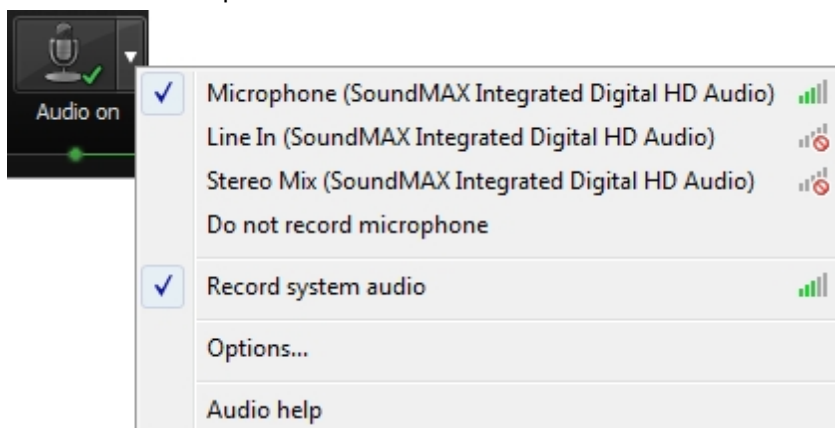 Audio on
Microphone (SoundMAX Integrated Digital HD Audio)
Line In (SoundMAX Integrated Digital HD Audio)
Stereo Mix (SoundMAX Integrated Digital HD Audio)
Do not record microphone
Record system audio
Options...
Audio help